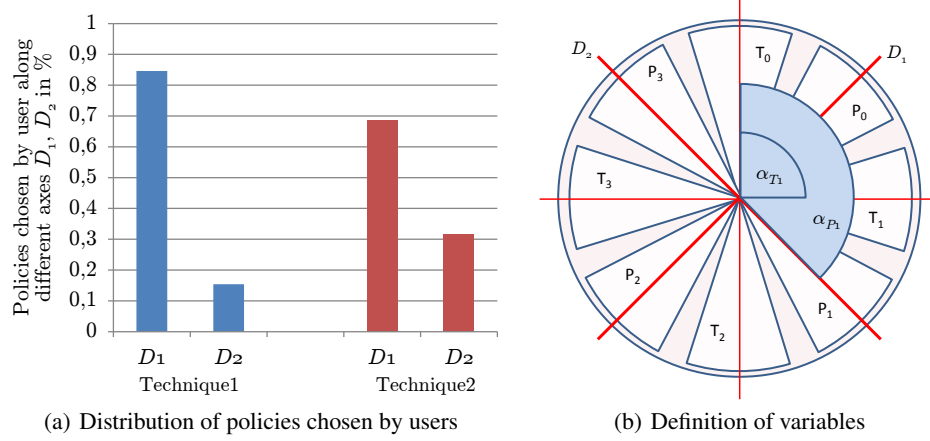 Policies chosen by user along
different axes D₁, D₂ in %
1
0,9
0,8
0,7
0,6
0,5
0,4
0,3
0,2
0,1
0
D1 D2 D1 D2
Technique1 Technique2
(a) Distribution of policies chosen by users
D₂ D₁
P₃ T₀ P₀
T₃ α_T₁ T₁
α_P₁
P₂ P₁
T₂
(b) Definition of variables